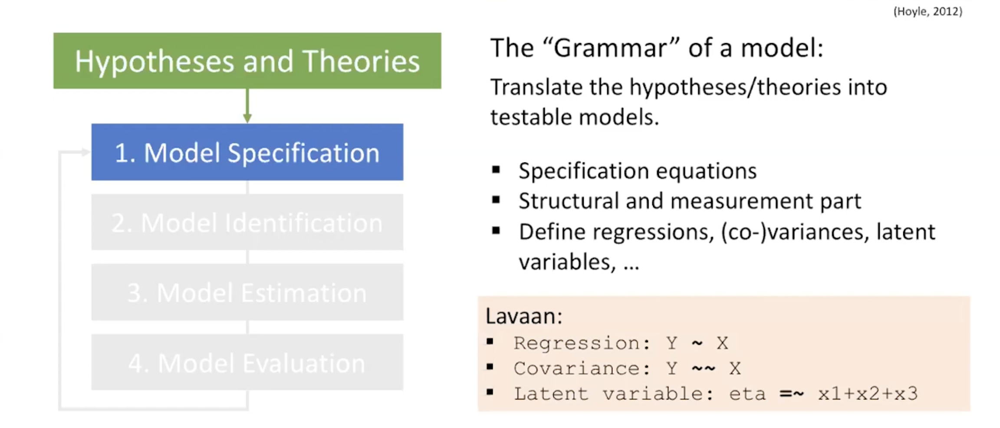 (Hoyle, 2012)
Hypotheses and Theories
1. Model Specification
2. Model Identification
3. Model Estimation
4. Model Evaluation
The “Grammar” of a model:
Translate the hypotheses/theories into
testable models.
▪ Specification equations
▪ Structural and measurement part
▪ Define regressions, (co-)variances, latent
variables, ...
Lavaan:
▪ Regression: Y ~ X
▪ Covariance: Y ~~ X
▪ Latent variable: eta =~ x1+x2+x3